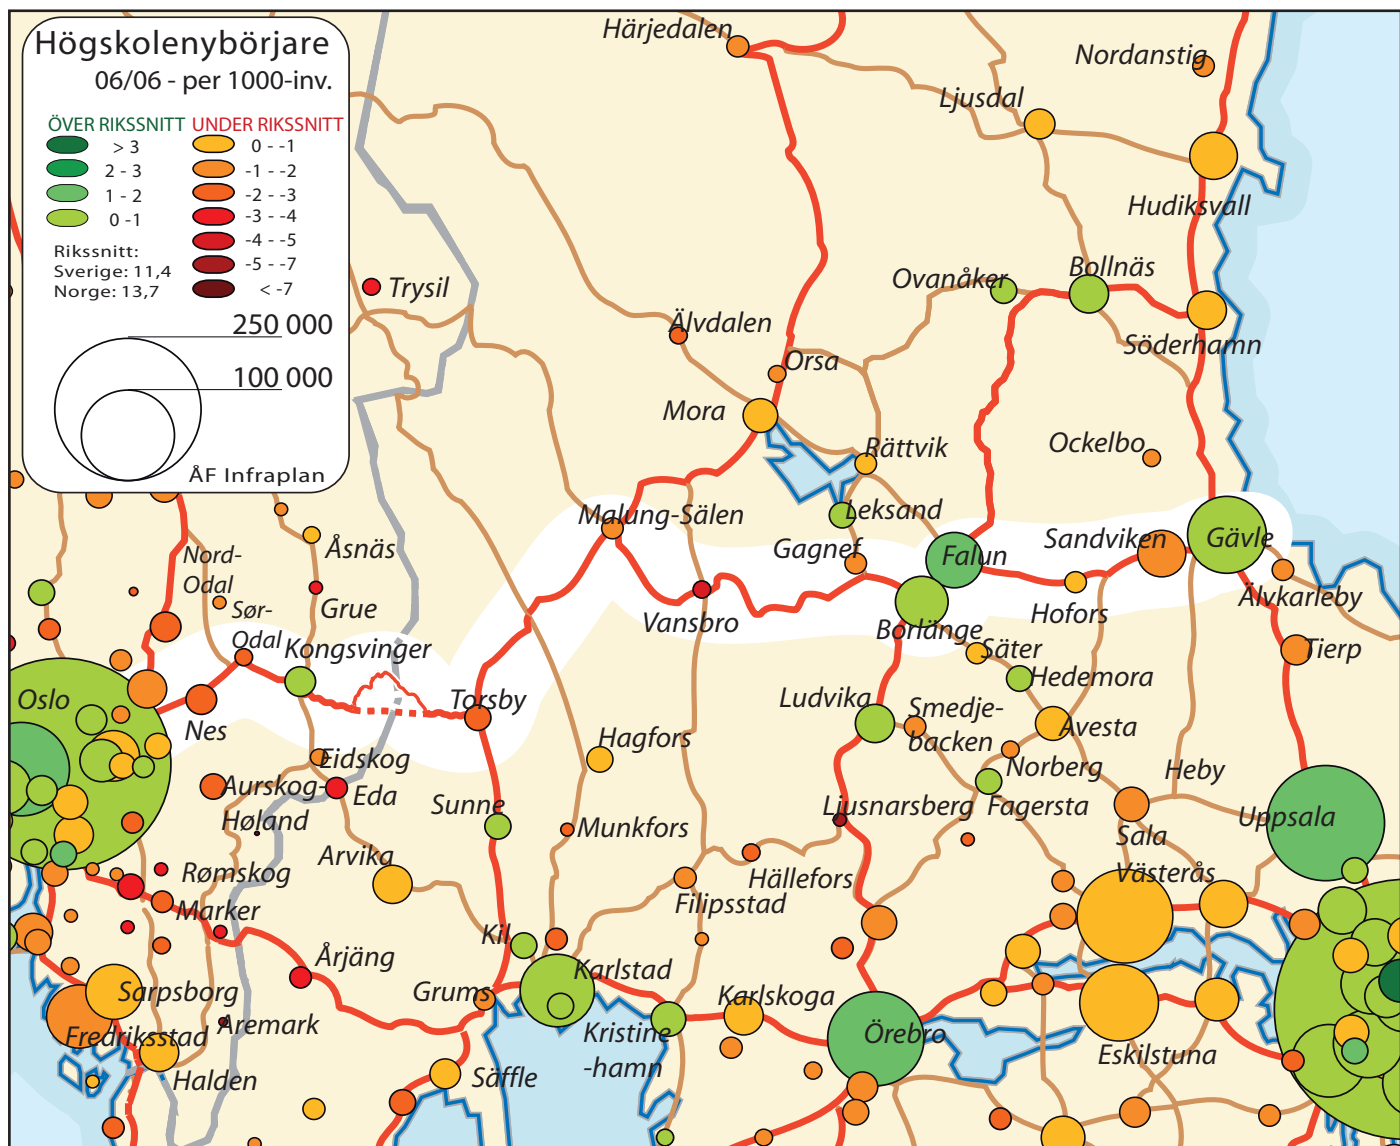 Högskolenybörjare
06/06 - per 1000-inv.
ÖVER RIKSSNITT UNDER RIKSSNITT
> 3
0 - -1
2 - 3
-1 - -2
1 - 2
-2 - -3
0 -1
-3 - -4
-4 - -5
-5 - -7
< -7
Rikssnitt:
Sverige: 11,4
Norge: 13,7
250 000
100 000
ÅF Infraplan
Härjedalen
Nordanstig
Ljusdal
Hudiksvall
Trysil
Ovanåker
Bollnäs
Älvdalen
Söderhamn
Orsa
Mora
Rättvik
Ockelbo
Leksand
Malung-Sälen
Gagnef
Falun
Sandviken
Gävle
Åsnäs
Nord-
Odal
Grue
Hofors
Älvkarleby
Sør-
Odal
Vansbro
Borlänge
Säter
Tierp
Kongsvinger
Hedemora
Oslo
Torsby
Ludvika
Smedje-
backen
Avesta
Nes
Hagfors
Eidskog
Norberg
Heby
Aurskog-
Høland
Eda
Sunne
Munkfors
Ljusnarsberg
Fagersta
Sala
Uppsala
Arvika
Rømskog
Hällefors
Västerås
Filipsstad
Marker
Kil
Årjäng
Karlstad
Sarpsborg
Grums
Karlskoga
Aremark
Fredriksstad
Kristine
-hamn
Örebro
Eskilstuna
Halden
Säffle